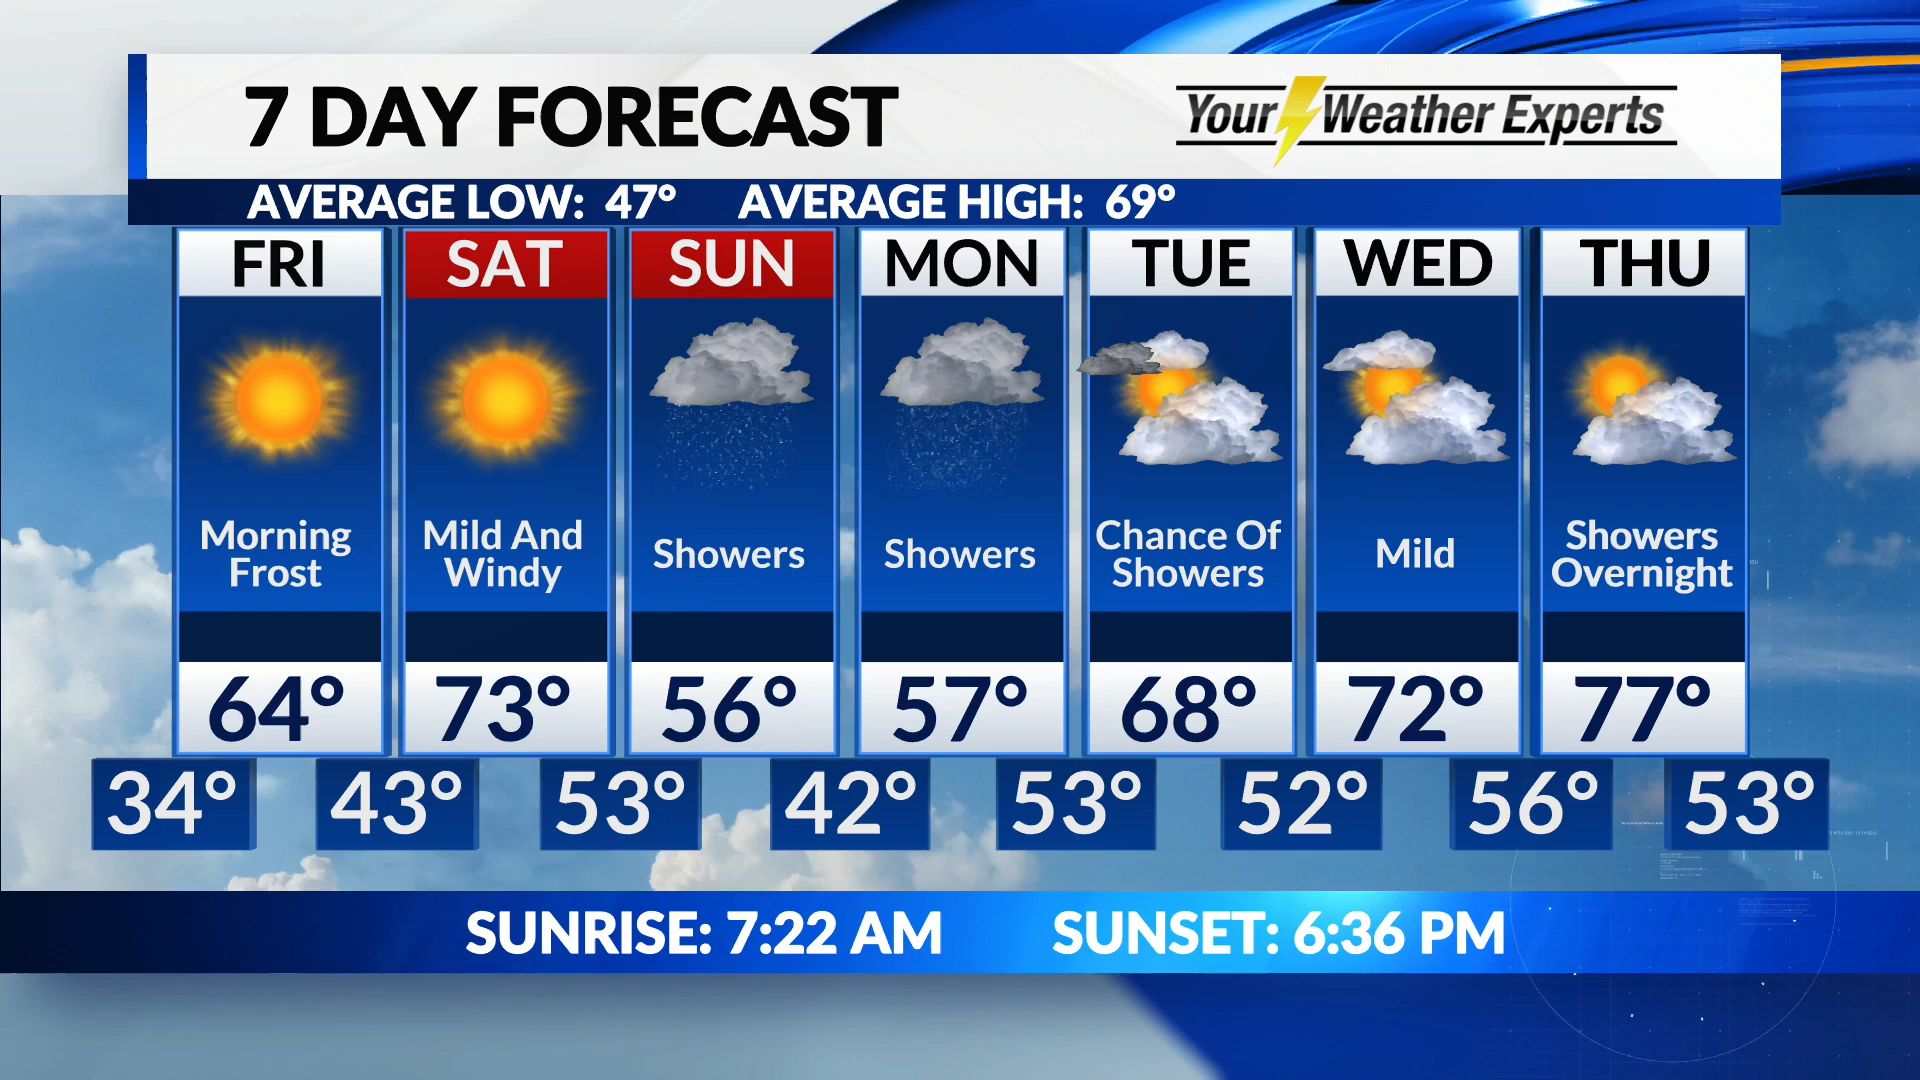 7 DAY FORECAST
Your Weather Experts
AVERAGE LOW: 47° AVERAGE HIGH: 69°
FRI SAT SUN MON TUE WED THU
Morning
Frost
Mild And
Windy
Showers
Showers
Chance Of
Showers
Mild
Showers
Overnight
64° 73° 56° 57° 68° 72° 77°
34° 43° 53° 42° 53° 52° 56° 53°
SUNRISE: 7:22 AM SUNSET: 6:36 PM